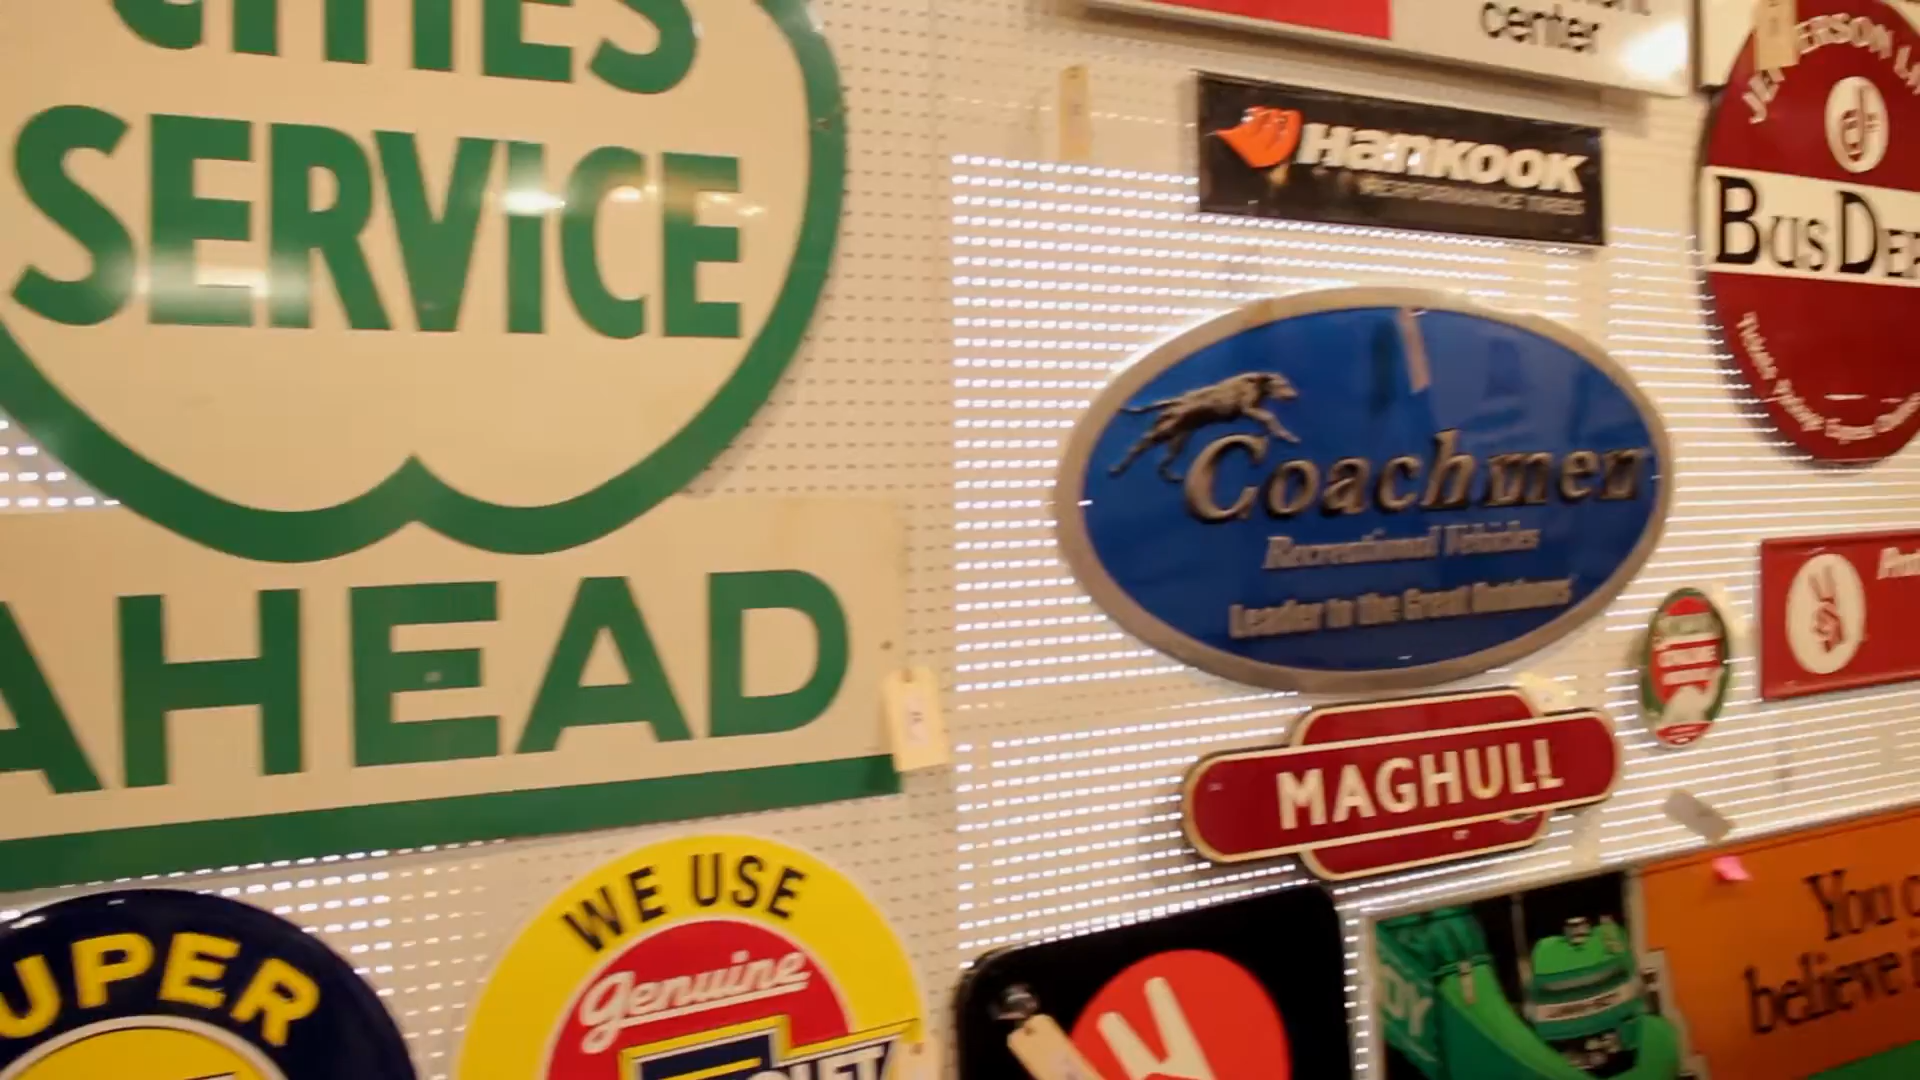 CITIES
SERVICE
AHEAD
center
Hankook
PERFORMANCE TIRES
BUS DEP
Coachmen
Recreational Vehicles
Leader to the Great Outdoors
MAGHULL
UPER
WE USE
Genuine
You c
believe i